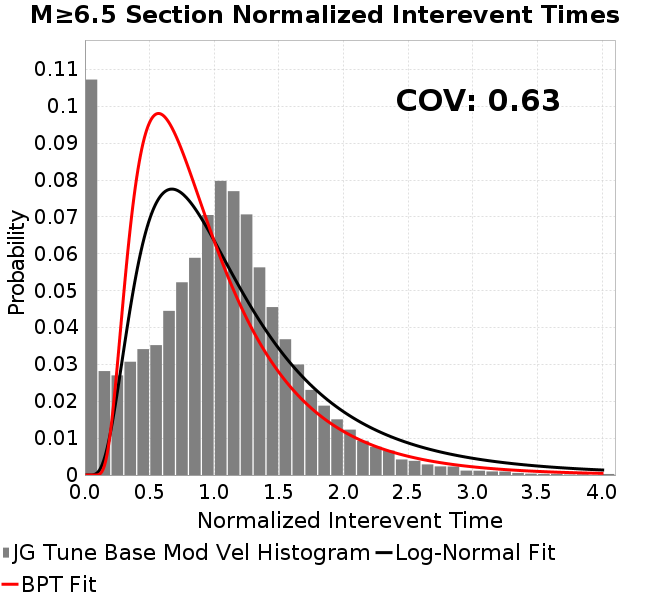 M≥6.5 Section Normalized Interevent Times
COV: 0.63
Probability
0.11
0.1
0.09
0.08
0.07
0.06
0.05
0.04
0.03
0.02
0.01
0
0.0 0.5 1.0 1.5 2.0 2.5 3.0 3.5 4.0
Normalized Interevent Time
JG Tune Base Mod Vel Histogram Log-Normal Fit
BPT Fit